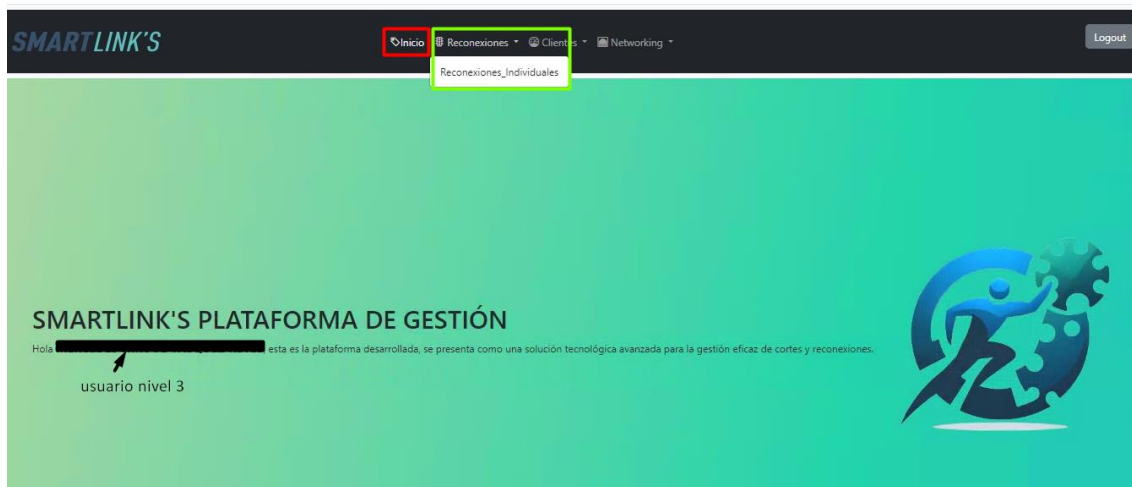 SMARTLINK'S
Inicio Reconexiones Clientes Networking
Logout
Reconexiones_Individuales
SMARTLINK'S PLATAFORMA DE GESTIÓN
Hola esta es la plataforma desarrollada, se presenta como una solución tecnológica avanzada para la gestión eficaz de cortes y reconexiones.
usuario nivel 3